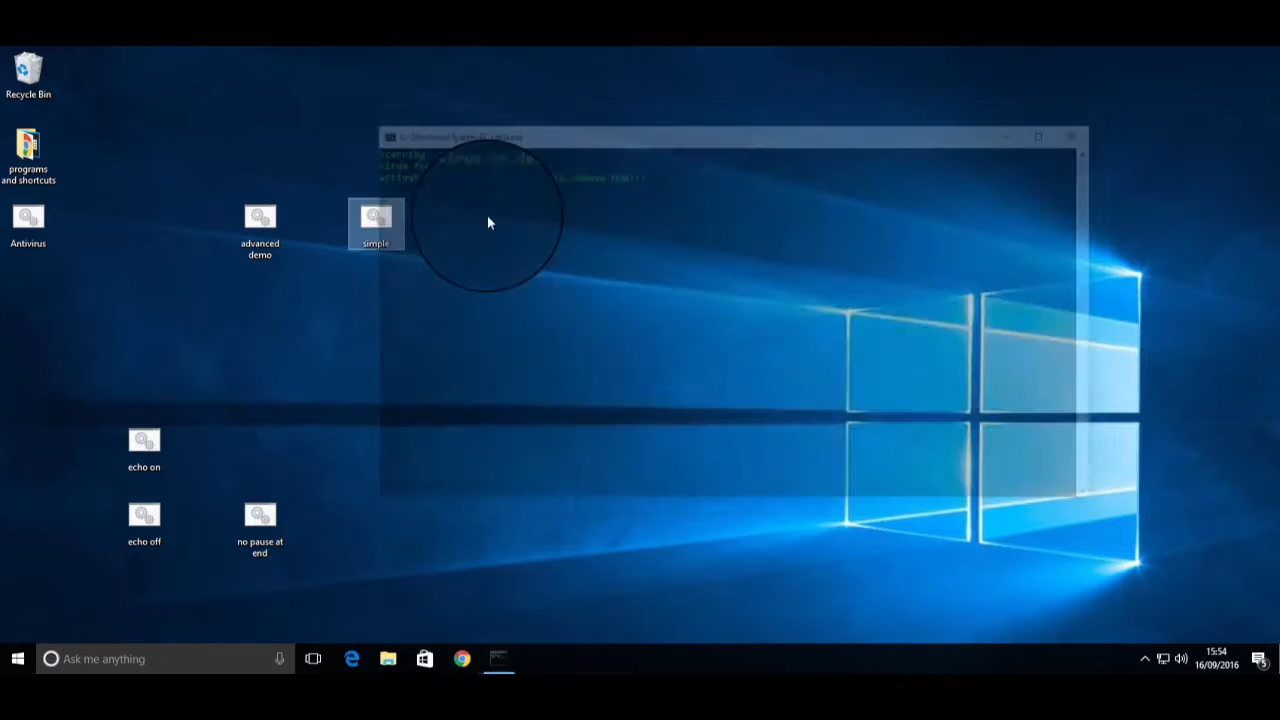 Recycle Bin
programs
and shortcuts
Antivirus
advanced
demo
simple
echo on
echo off
no pause at
end
Ask me anything
15:54
16/09/2016
5